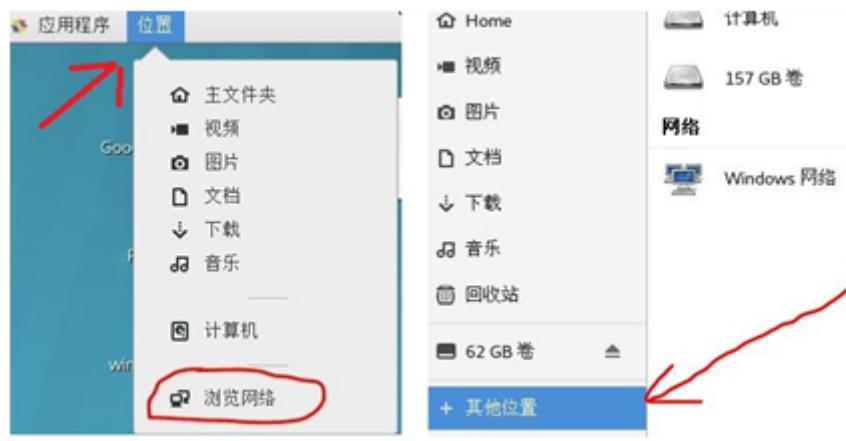 应用程序 位置
主文件夹
视频
图片
文档
下载
音乐
计算机
浏览网络
Goo
win
Home
视频
图片
文档
下载
音乐
回收站
62 GB 卷
+ 其他位置
计算机
157 GB 卷
网络
Windows 网络